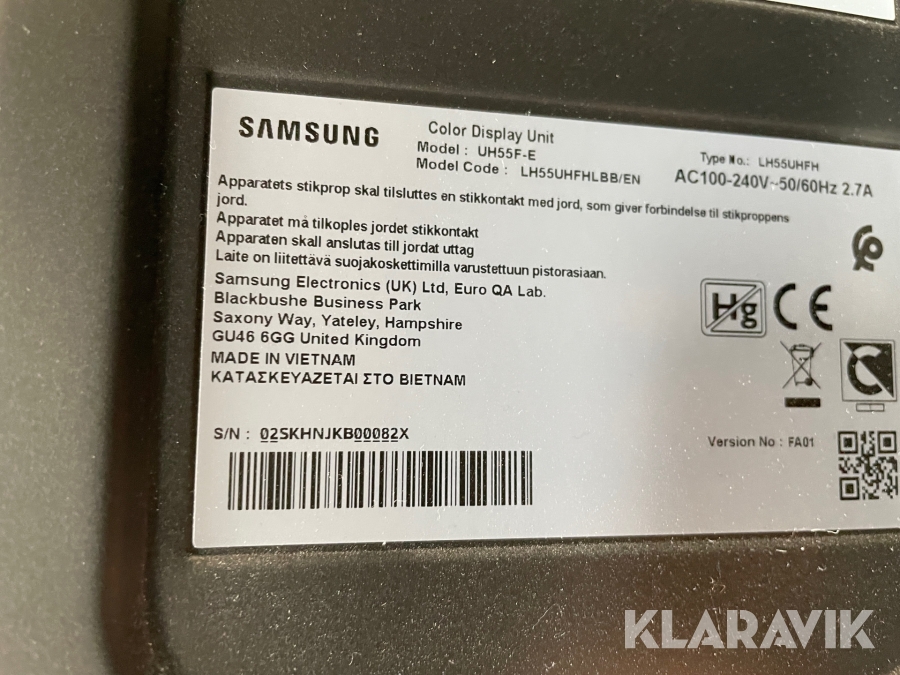 SAMSUNG
Color Display Unit
Model : UH55F-E
Model Code : LH55UHFHLBB/EN
Type No.: LH55UHFH
AC100-240V~50/60Hz 2.7A
Apparatets stikprop skal tilsluttes en stikkontakt med jord, som giver forbindelse til stikproppens
jord.
Apparatet må tilkoples jordet stikkontakt
Apparaten skall anslutas till jordat uttag
Laite on liitettävä suojakoskettimilla varustettuun pistorasiaan.
Samsung Electronics (UK) Ltd, Euro QA Lab.
Blackbushe Business Park
Saxony Way, Yateley, Hampshire
GU46 6GG United Kingdom
MADE IN VIETNAM
ΚΑΤΑΣΚΕΥΑΖΕΤΑΙ ΣΤΟ ΒΙΕΤΝΑΜ
Hg CE
S/N : 02SKHNJKB00082X
Version No : FA01
KLARAVIK